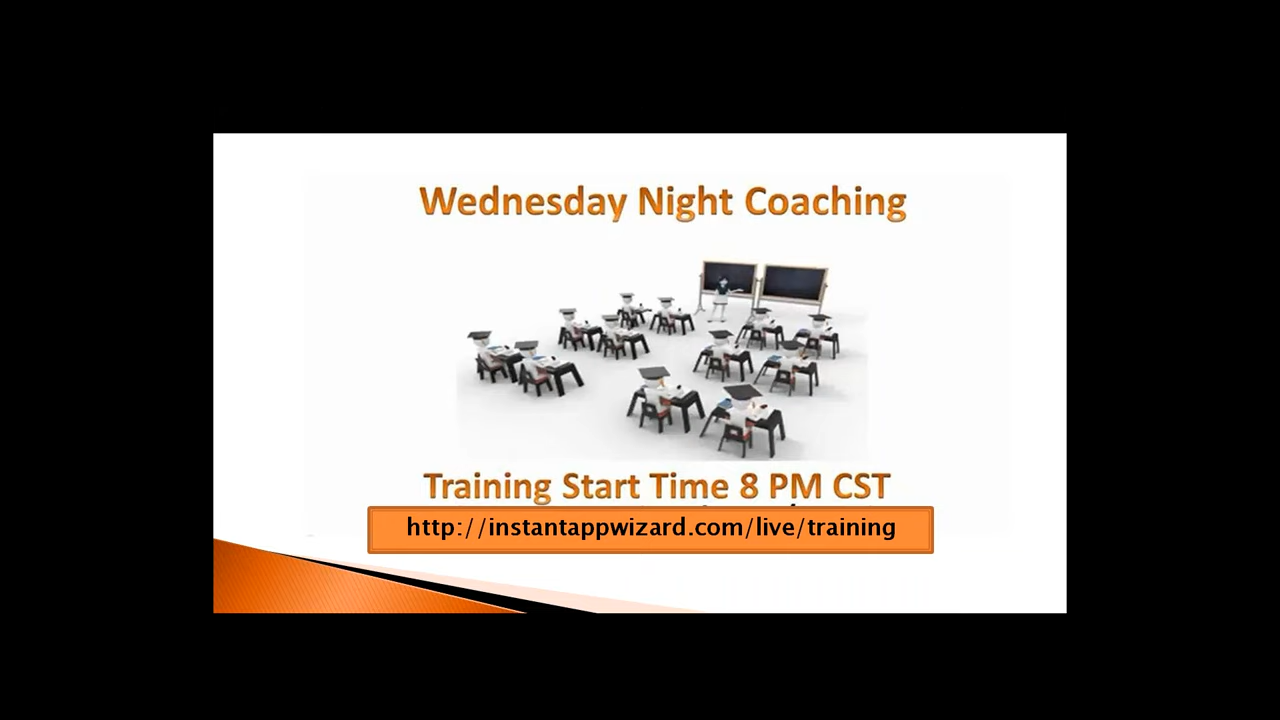 Wednesday Night Coaching
Training Start Time 8 PM CST
http://instantappwizard.com/live/training